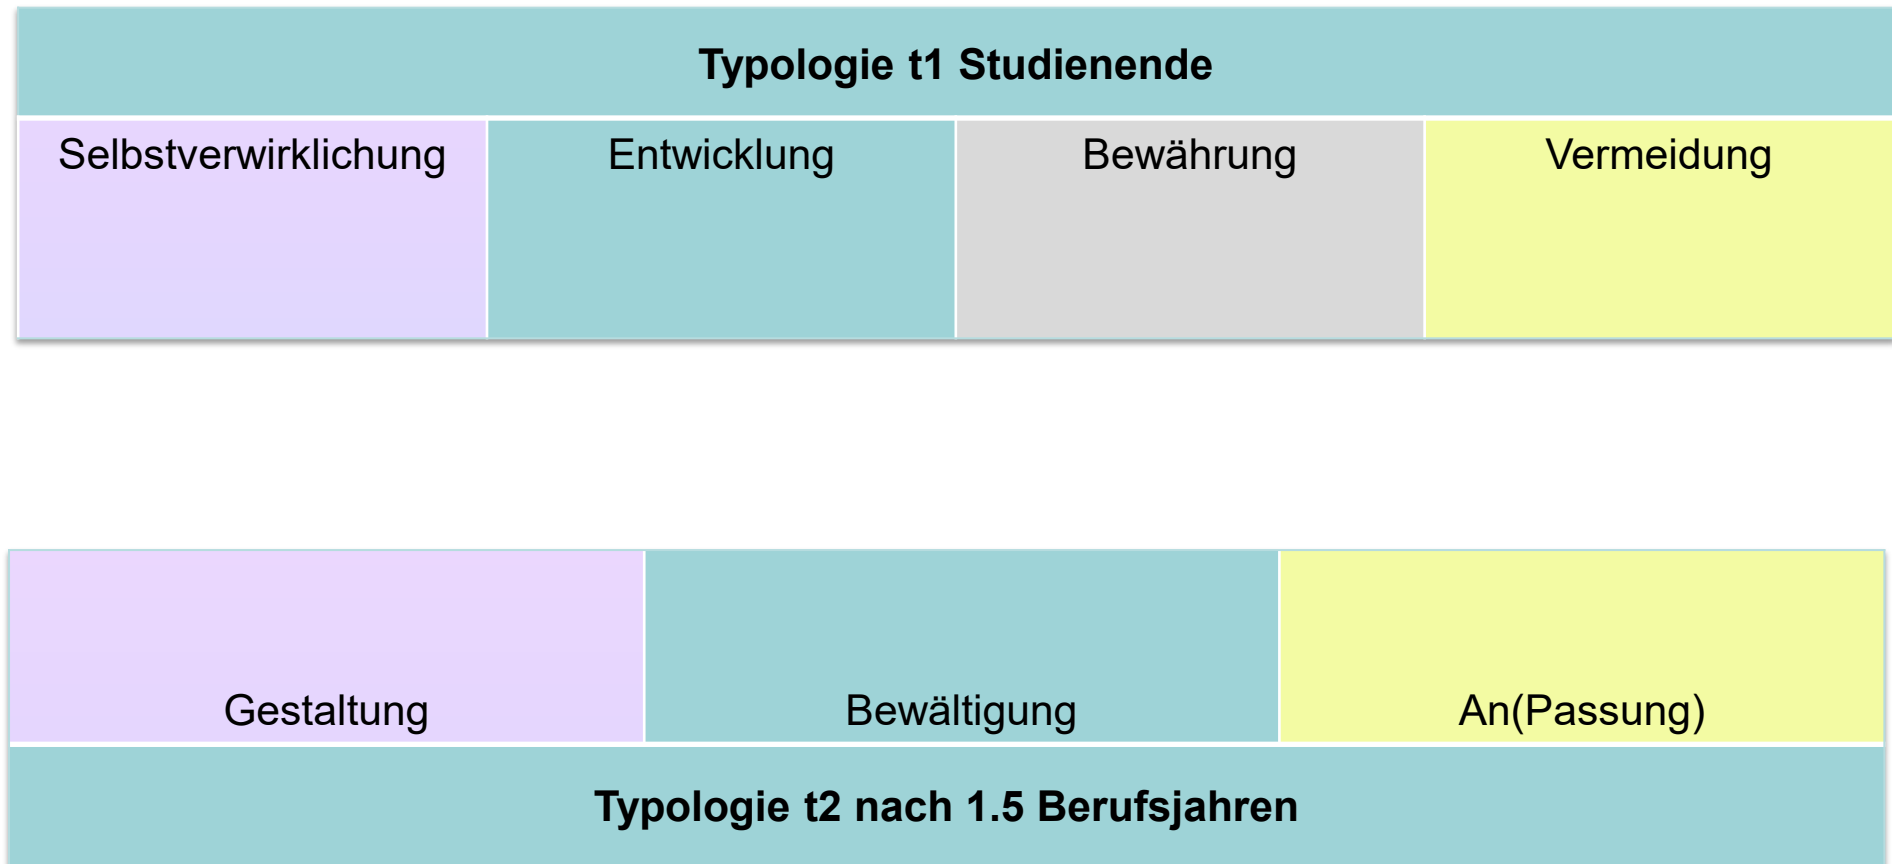 Typologie t1 Studienende
Selbstverwirklichung
Entwicklung
Bewährung
Vermeidung
Gestaltung
Bewältigung
An(Passung)
Typologie t2 nach 1.5 Berufsjahren